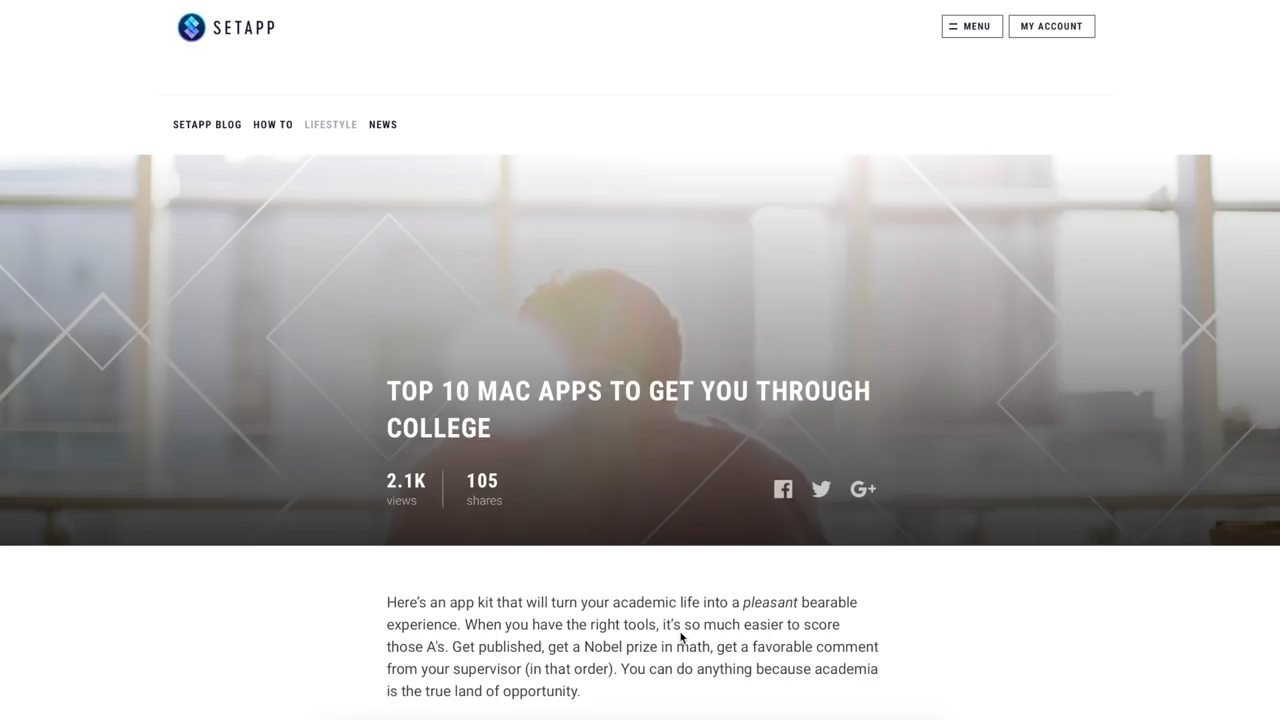 SETAPP
MENU
MY ACCOUNT
SETAPP BLOG HOW TO LIFESTYLE NEWS
TOP 10 MAC APPS TO GET YOU THROUGH
COLLEGE
2.1K
views
105
shares
G+
Here’s an app kit that will turn your academic life into a pleasant bearable
experience. When you have the right tools, it’s so much easier to score
those A's. Get published, get a Nobel prize in math, get a favorable comment
from your supervisor (in that order). You can do anything because academia
is the true land of opportunity.